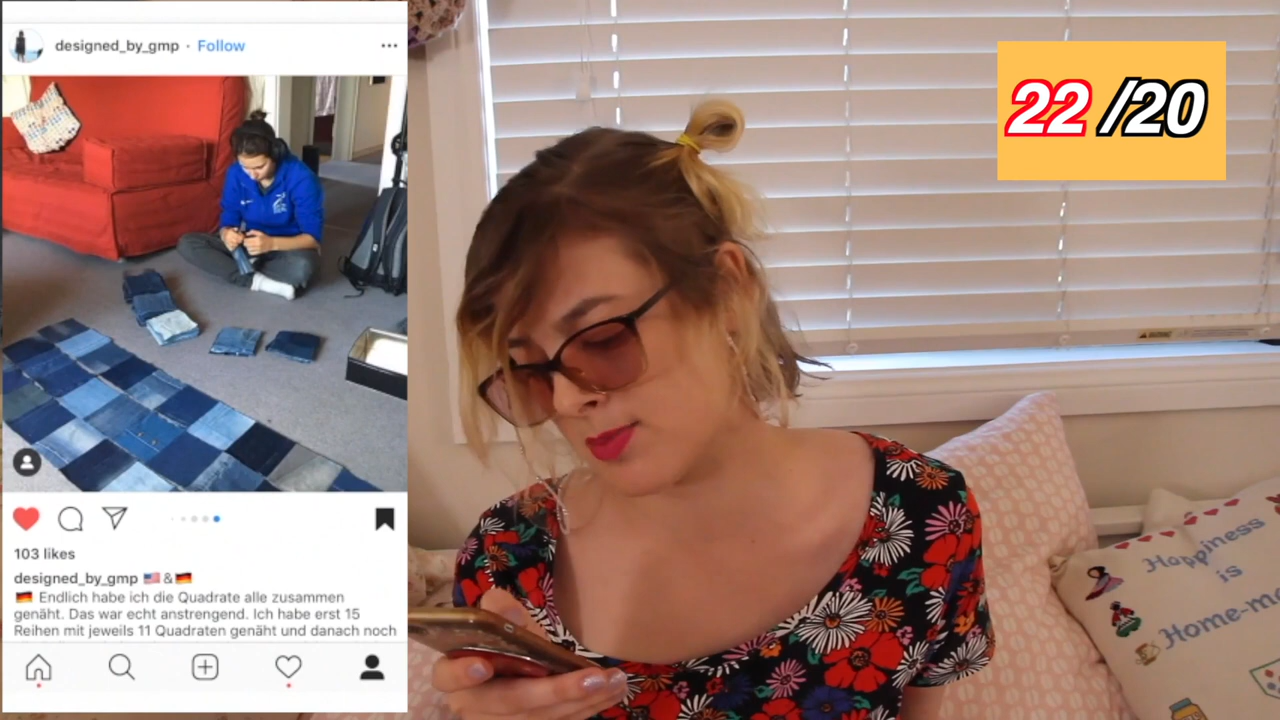 designed_by_gmp · Follow
103 likes
designed_by_gmp 🇺🇸 & 🇩🇪
🇩🇪 Endlich habe ich die Quadrate alle zusammen
genäht. Das war echt anstrengend. Ich habe erst 15
Reihen mit jeweils 11 Quadraten genäht und danach noch
22 /20
Happiness
is